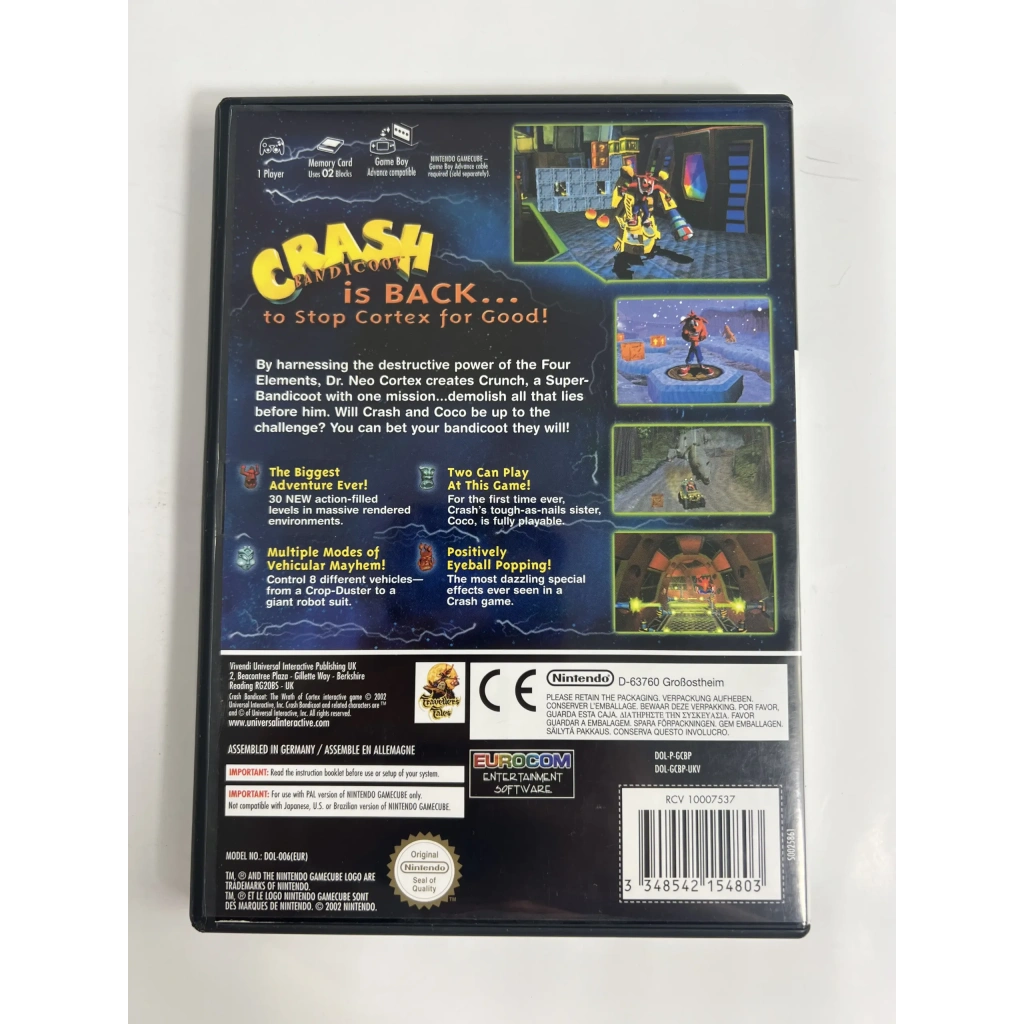 1 Player
Memory Card
Uses 02 Blocks
Game Boy
Advance compatible
NINTENDO GAMECUBE –
Game Boy Advance cable
required (sold separately).
CRASH
BANDICOOT
is BACK...
to Stop Cortex for Good!
By harnessing the destructive power of the Four
Elements, Dr. Neo Cortex creates Crunch, a Super-
Bandicoot with one mission...demolish all that lies
before him. Will Crash and Coco be up to the
challenge? You can bet your bandicoot they will!
The Biggest
Adventure Ever!
30 NEW action-filled
levels in massive rendered
environments.
Two Can Play
At This Game!
For the first time ever,
Crash's tough-as-nails sister,
Coco, is fully playable.
Multiple Modes of
Vehicular Mayhem!
Control 8 different vehicles—
from a Crop-Duster to a
giant robot suit.
Positively
Eyeball Popping!
The most dazzling special
effects ever seen in a
Crash game.
Vivendi Universal Interactive Publishing UK
2, Beacontree Plaza - Gillette Way - Berkshire
Reading RG20BS - UK
Crash Bandicoot: The Wrath of Cortex interactive game © 2002
Universal Interactive, Inc. Crash Bandicoot and related characters are ™
and © of Universal Interactive, Inc. All rights reserved.
www.universalinteractive.com
Travellers
Tales
CE
Nintendo D-63760 Großostheim
PLEASE RETAIN THE PACKAGING. VERPACKUNG AUFHEBEN.
CONSERVER L'EMBALLAGE. BEWAAR DEZE VERPAKKING. POR FAVOR,
GUARDA ESTA CAJA. ΔΙΑΤΗΡΗΣΤΕ ΤΗΝ ΣΥΣΚΕΥΑΣΙΑ. FAVOR
GUARDAR A EMBALAGEM. SPARA FÖRPACKNINGEN. GEM EMBALLAGEN.
SÄILYTÄ PAKKAUS. CONSERVA QUESTO INVOLUCRO.
ASSEMBLED IN GERMANY / ASSEMBLE EN ALLEMAGNE
IMPORTANT: Read the instruction booklet before use or setup of your system.
IMPORTANT: For use with PAL version of NINTENDO GAMECUBE only.
Not compatible with Japanese, U.S. or Brazilian version of NINTENDO GAMECUBE.
EUROCOM
ENTERTAINMENT
SOFTWARE
DOL-P-GCBP
DOL-GCBP-UKV
RCV 10007537
3 348542 154803
S0025861
MODEL NO.: DOL-006(EUR)
TM, ® AND THE NINTENDO GAMECUBE LOGO ARE
TRADEMARKS OF NINTENDO.
TM, ® ET LE LOGO NINTENDO GAMECUBE SONT
DES MARQUES DE NINTENDO. © 2002 NINTENDO.
Original
Nintendo
Seal of
Quality
TM